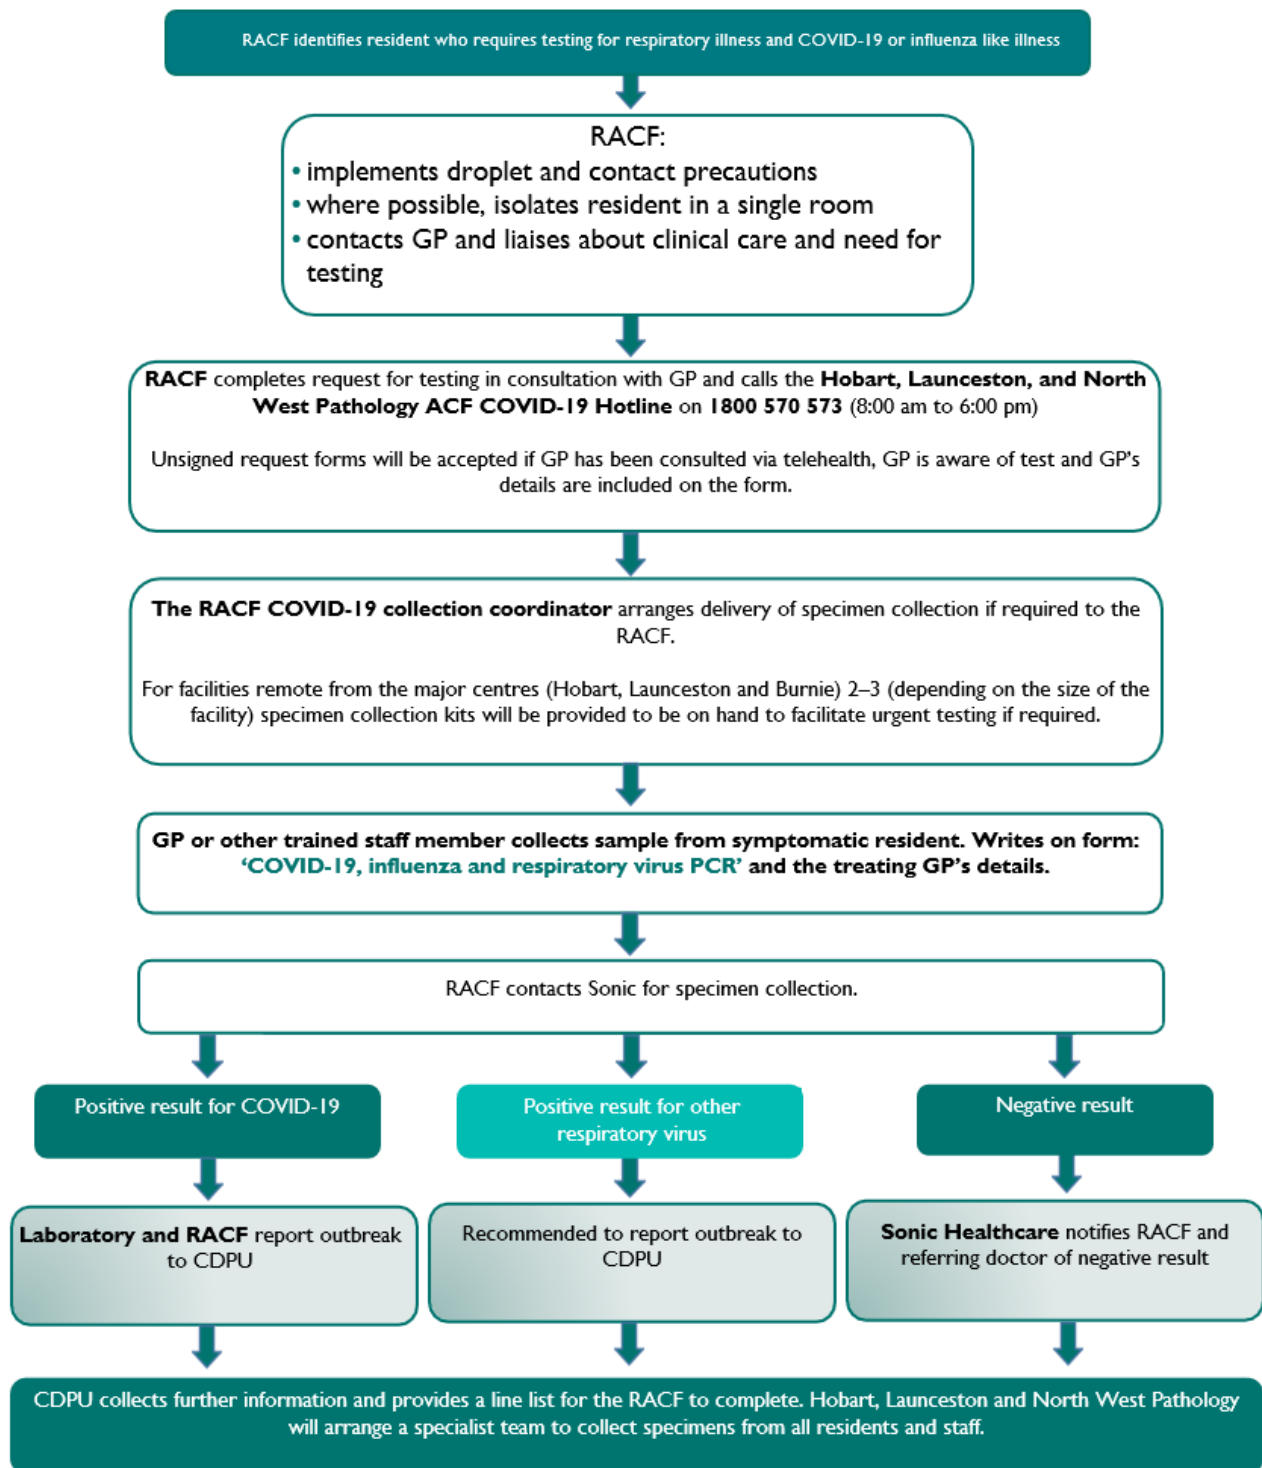 RACF identifies resident who requires testing for respiratory illness and COVID-19 or influenza like illness
RACF:
• implements droplet and contact precautions
• where possible, isolates resident in a single room
• contacts GP and liaises about clinical care and need for
testing
RACF completes request for testing in consultation with GP and calls the Hobart, Launceston, and North
West Pathology ACF COVID-19 Hotline on 1800 570 573 (8:00 am to 6:00 pm)
Unsigned request forms will be accepted if GP has been consulted via telehealth, GP is aware of test and GP's
details are included on the form.
The RACF COVID-19 collection coordinator arranges delivery of specimen collection if required to the
RACF.
For facilities remote from the major centres (Hobart, Launceston and Burnie) 2–3 (depending on the size of the
facility) specimen collection kits will be provided to be on hand to facilitate urgent testing if required.
GP or other trained staff member collects sample from symptomatic resident. Writes on form:
‘COVID-19, influenza and respiratory virus PCR’ and the treating GP’s details.
RACF contacts Sonic for specimen collection.
Positive result for COVID-19
Positive result for other
respiratory virus
Negative result
Laboratory and RACF report outbreak
to CDPU
Recommended to report outbreak to
CDPU
Sonic Healthcare notifies RACF and
referring doctor of negative result
CDPU collects further information and provides a line list for the RACF to complete. Hobart, Launceston and North West Pathology
will arrange a specialist team to collect specimens from all residents and staff.